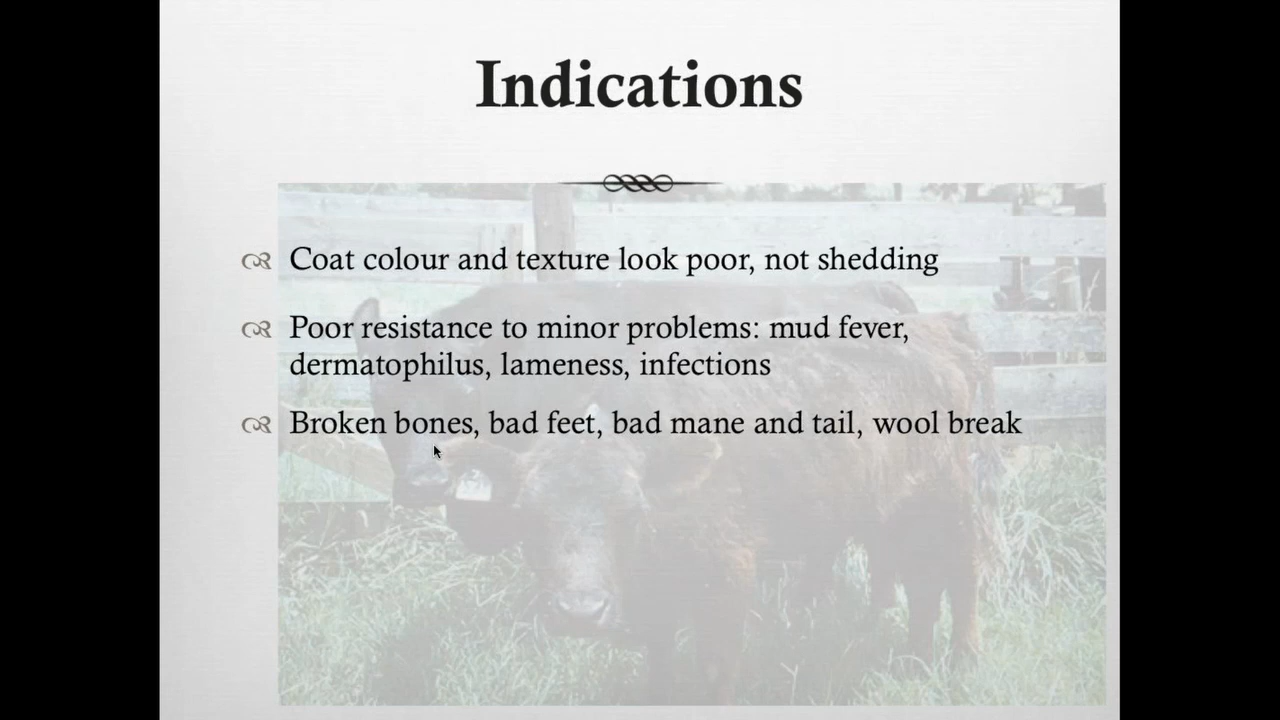 Indications
Coat colour and texture look poor, not shedding
Poor resistance to minor problems: mud fever,
dermatophilus, lameness, infections
Broken bones, bad feet, bad mane and tail, wool break